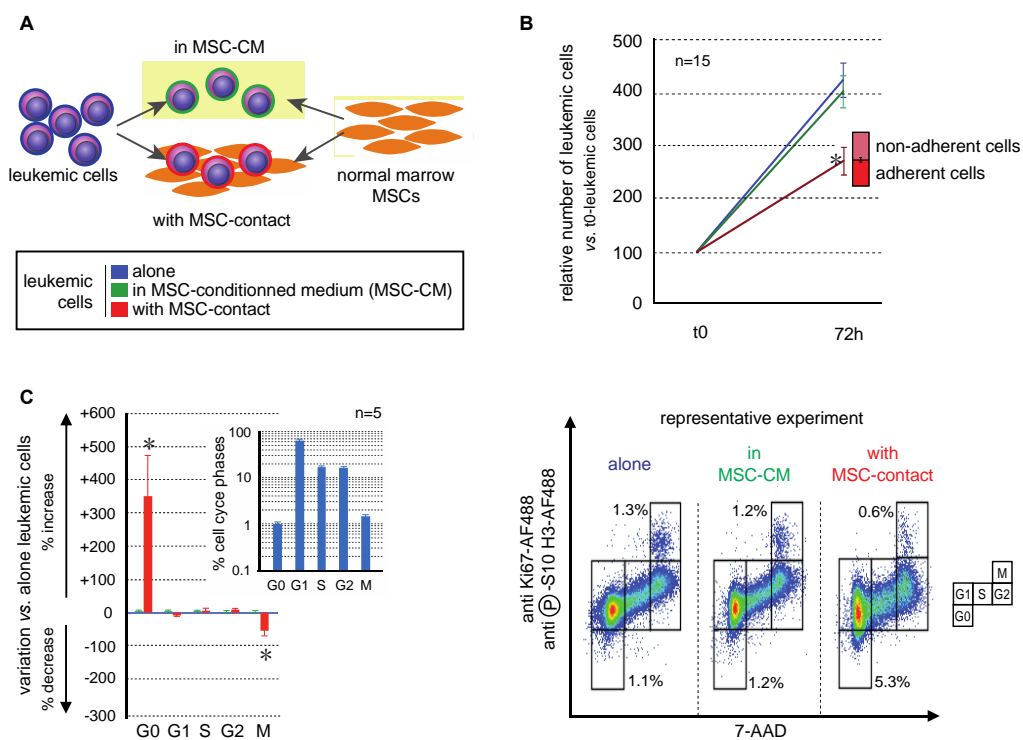 A
in MSC-CM
leukemic cells
normal marrow
MSCs
with MSC-contact
leukemic
cells
alone
in MSC-conditionned medium (MSC-CM)
with MSC-contact
B
relative number of leukemic cells
vs. t0-leukemic cells
500
400
300
200
100
0
n=15
*
non-adherent cells
adherent cells
t0
72h
C
variation vs. alone leukemic cells
% increase
% decrease
+600
+500
+400
+300
+200
+100
0
-100
-200
-300
*
*
G0 G1 S G2 M
n=5
% cell cycce phases
100
10
1
0.1
G0 G1 S G2 M
representative experiment
anti Ki67-AF488
anti P-S10 H3-AF488
alone
in
MSC-CM
with
MSC-contact
1.3%
1.2%
0.6%
1.1%
1.2%
5.3%
M
G1 S G2
G0
7-AAD